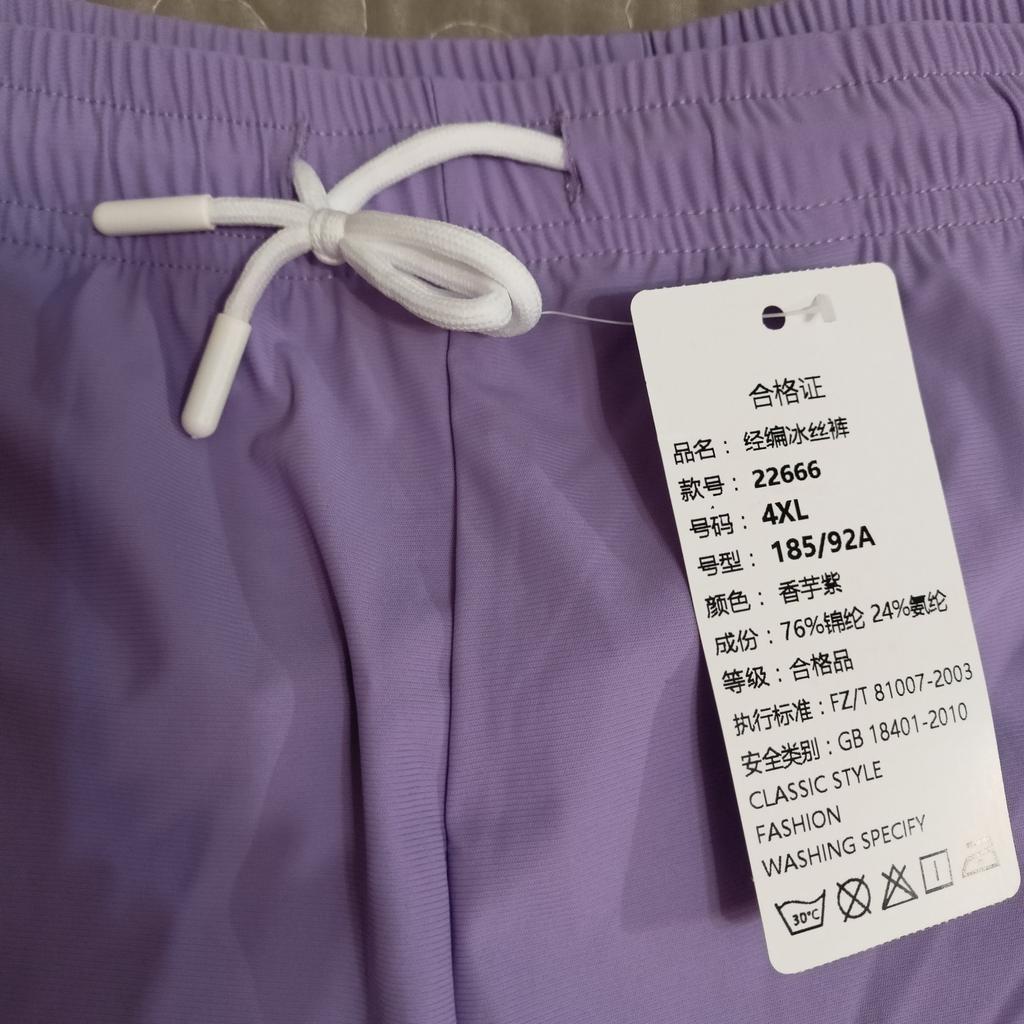 合格证
品名：经编冰丝裤
款号：22666
号码：4XL
号型：185/92A
颜色：香芋紫
成份：76%锦纶 24%氨纶
等级：合格品
执行标准：FZ/T 81007-2003
安全类别：GB 18401-2010
CLASSIC STYLE
FASHION
WASHING SPECIFY
30°C